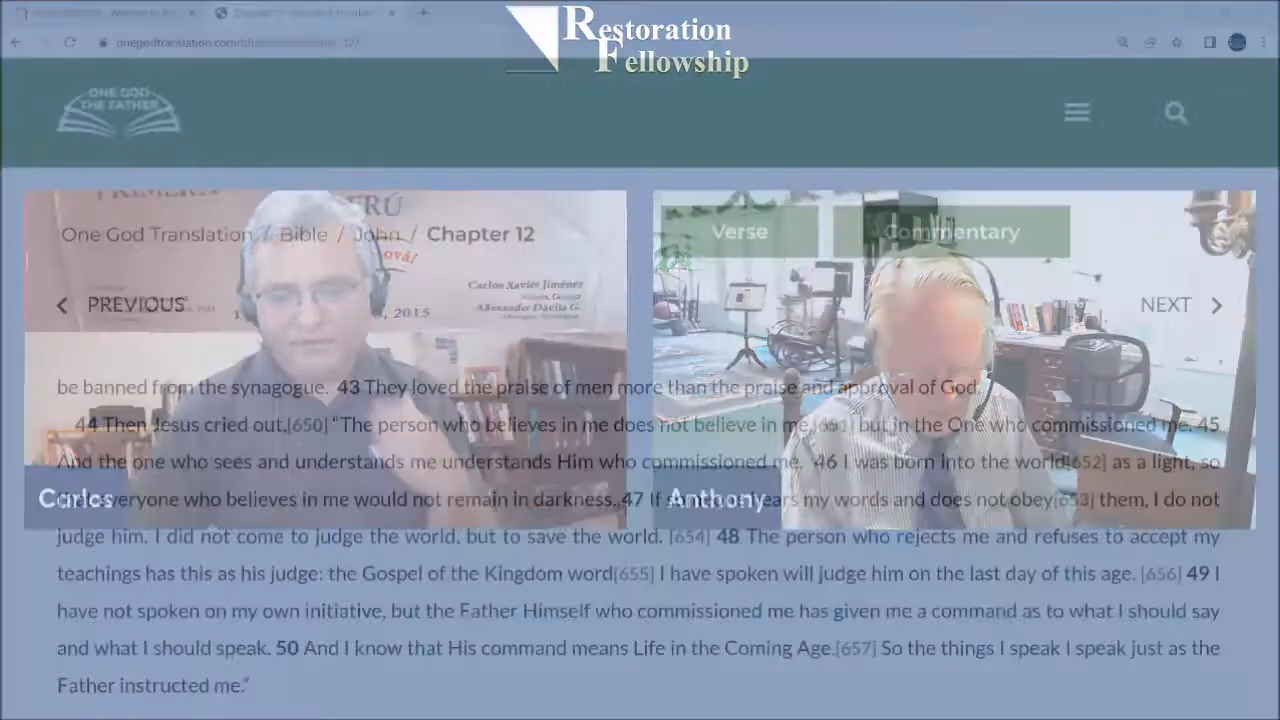 onegodtranslation.com
Restoration
Fellowship
ONE GOD
THE FATHER
PRIMERA
PERÚ
Verse
Commentary
One God Translation / Bible / John / Chapter 12
Carlos Xavier Jiménez
PREVIOUS
2015
Alexander Dávila G.
NEXT
be banned from the synagogue. 43 They loved the praise of men more than the praise and approval of God.
44 Then Jesus cried out,[650] “The person who believes in me does not believe in me, but in the One who commissioned me. 45
And the one who sees and understands me understands Him who commissioned me. 46 I was born into the world[652] as a light, so
everyone who believes in me would not remain in darkness. 47 If my words and does not obey[653] them, I do not
Carlos
Anthony
judge him. I did not come to judge the world, but to save the world. [654] 48 The person who rejects me and refuses to accept my
teachings has this as his judge: the Gospel of the Kingdom word[655] I have spoken will judge him on the last day of this age. [656] 49 I
have not spoken on my own initiative, but the Father Himself who commissioned me has given me a command as to what I should say
and what I should speak. 50 And I know that His command means Life in the Coming Age.[657] So the things I speak I speak just as the
Father instructed me.”